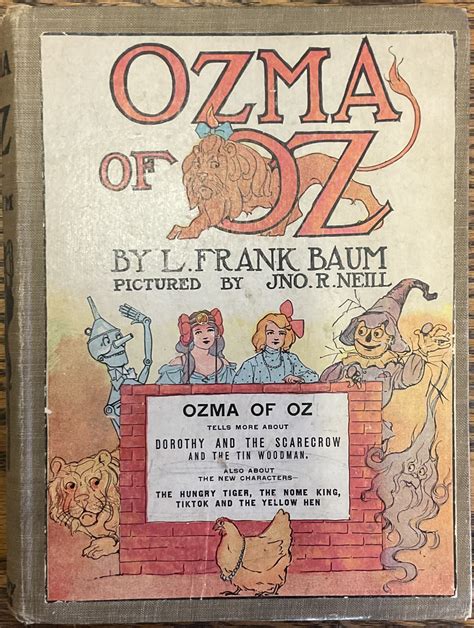 OZMA
OF OZ
BY L. FRANK BAUM
PICTURED BY JNO. R. NEILL
OZMA OF OZ
TELLS MORE ABOUT
DOROTHY AND THE SCARECROW
AND THE TIN WOODMAN.
ALSO ABOUT
THE NEW CHARACTERS—
THE HUNGRY TIGER, THE NOME KING,
TIKTOK AND THE YELLOW HEN